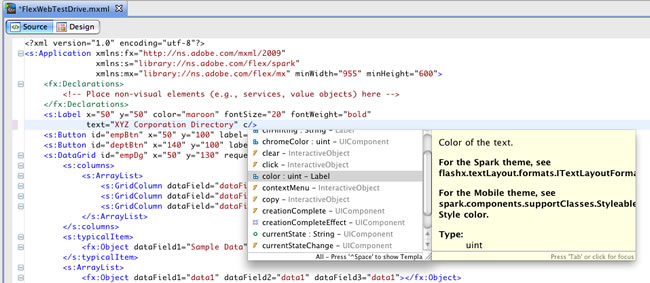 *FlexWebTestDrive.mxml
Source Design
<?xml version="1.0" encoding="utf-8"?>
<s:Application xmlns:fx="http://ns.adobe.com/mxml/2009"
xmlns:s="library://ns.adobe.com/flex/spark"
xmlns:mx="library://ns.adobe.com/flex/mx" minWidth="955" minHeight="600">
<fx:Declarations>
<!-- Place non-visual elements (e.g., services, value objects) here -->
</fx:Declarations>
<s:Label x="50" y="50" color="maroon" fontSize="20" fontWeight="bold"
text="XYZ Corporation Directory" c/>
<s:Button id="empBtn" x="50" y="100" label=
<s:Button id="deptBtn" x="140" y="100" label
<s:DataGrid id="empDg" x="50" y="130" reque
<s:columns>
<s:ArrayList>
<s:GridColumn dataField="data
<s:GridColumn dataField="data
<s:GridColumn dataField="data
</s:ArrayList>
</s:columns>
<s:typicalItem>
<fx:Object dataField1="Sample Data"
</s:typicalItem>
<s:ArrayList>
<fx:Object dataField1="data1" dataField2="data1" dataField3="data1"></fx:Object>
chromeColor : uint - UIComponent
clear - InteractiveObject
click - InteractiveObject
color : uint - Label
contextMenu - InteractiveObject
copy - InteractiveObject
creationComplete - UIComponent
creationCompleteEffect - UIComponent
currentState : String - UIComponent
currentStateChange - UIComponent
All - Press '^Space' to show Templa
Color of the text.
For the Spark theme, see
flashx.textLayout.formats.ITextLayoutForma
For the Mobile theme, see
spark.components.supportClasses.Styleable
Style color.
Type:
uint
Press 'Tab' or click for focus